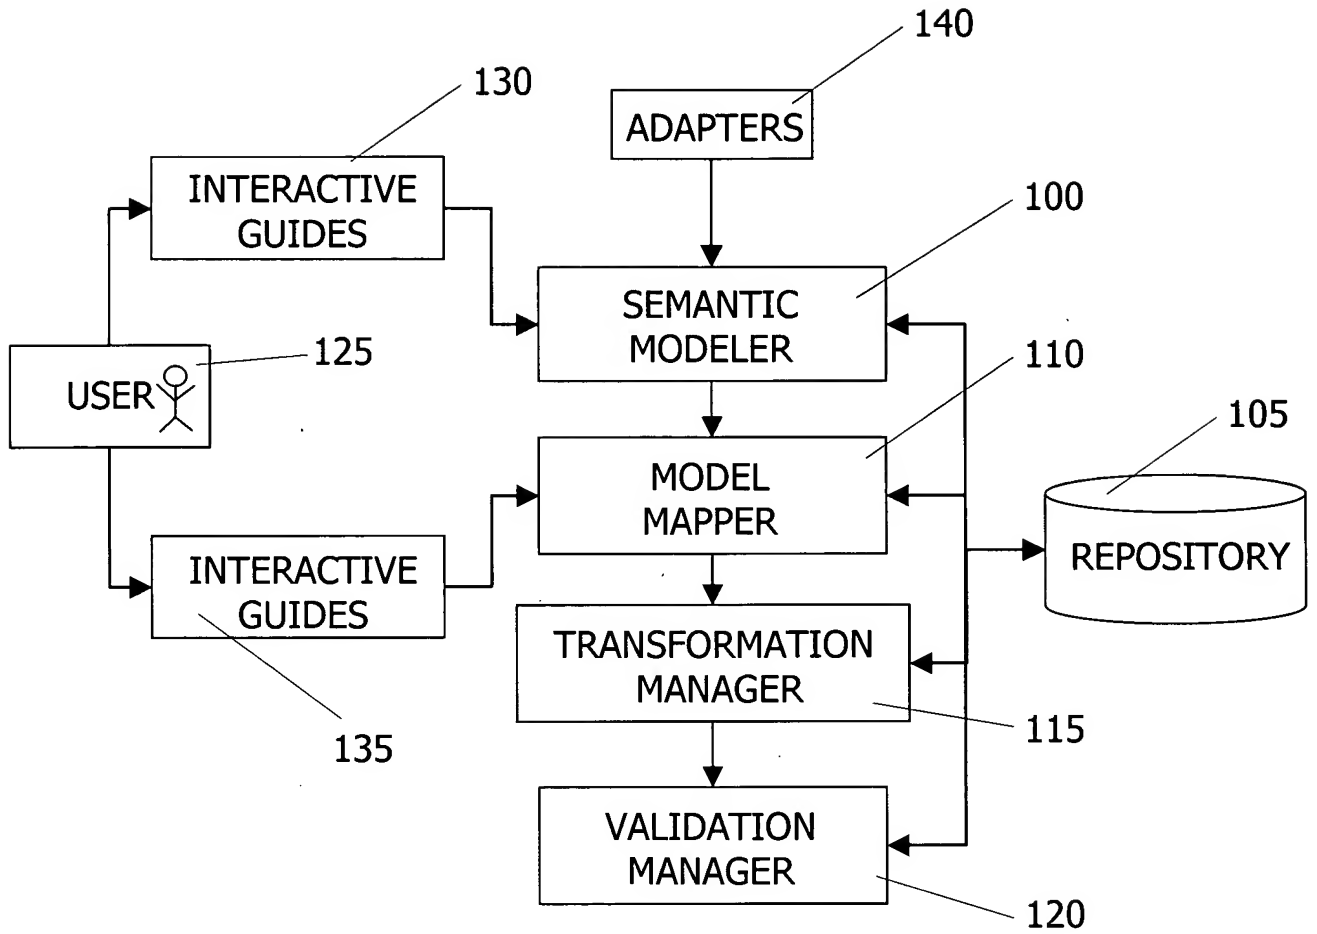 140
130
ADAPTERS
INTERACTIVE
GUIDES
100
SEMANTIC
MODELER
125
USER
110
105
MODEL
MAPPER
REPOSITORY
INTERACTIVE
GUIDES
TRANSFORMATION
MANAGER
135
115
VALIDATION
MANAGER
120